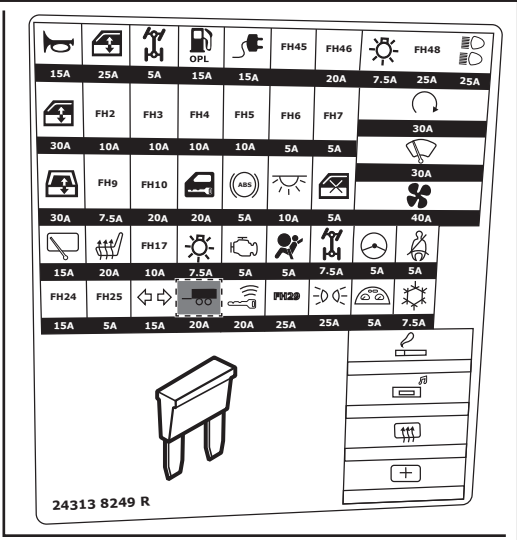 OPL FH45 FH46 FH48
15A 25A 5A 15A 15A 20A 7.5A 25A 25A
FH2 FH3 FH4 FH5 FH6 FH7
30A
30A 10A 10A 10A 10A 5A 5A
30A
FH9 FH10 ABS
30A 7.5A 20A 20A 5A 10A 5A 40A
FH17
15A 20A 10A 7.5A 5A 5A 7.5A 5A 5A
FH24 FH25 FH29
15A 5A 15A 20A 20A 25A 25A 5A 7.5A
24313 8249 R